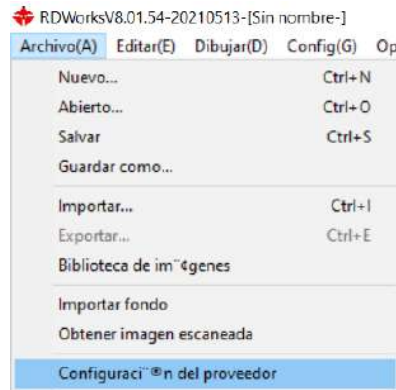 RDWorksV8.01.54-20210513-[Sin nombre-]
Archivo(A) Editar(E) Dibujar(D) Config(G) Op
Nuevo... Ctrl+N
Abierto... Ctrl+O
Salvar Ctrl+S
Guardar como...
Importar... Ctrl+I
Exportar... Ctrl+E
Biblioteca de im¨¢genes
Importar fondo
Obtener imagen escaneada
Configuraci¨®n del proveedor